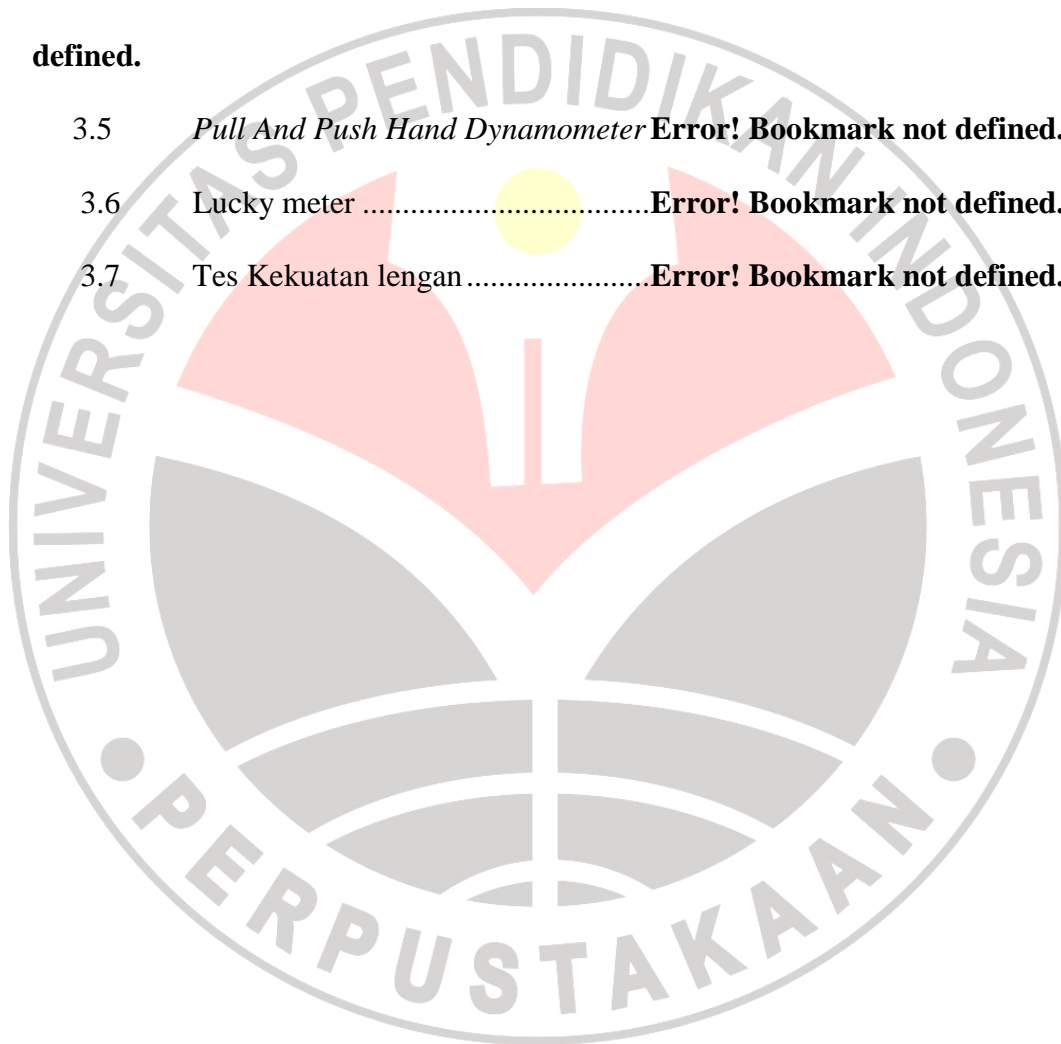 defined.
3.5 Pull And Push Hand Dynamometer Error! Bookmark not defined.
3.6 Lucky meter ...................................Error! Bookmark not defined.
3.7 Tes Kekuatan lengan .......................Error! Bookmark not defined.
UNIVERSITAS PENDIDIKAN INDONESIA
PERPUSTAKAAN